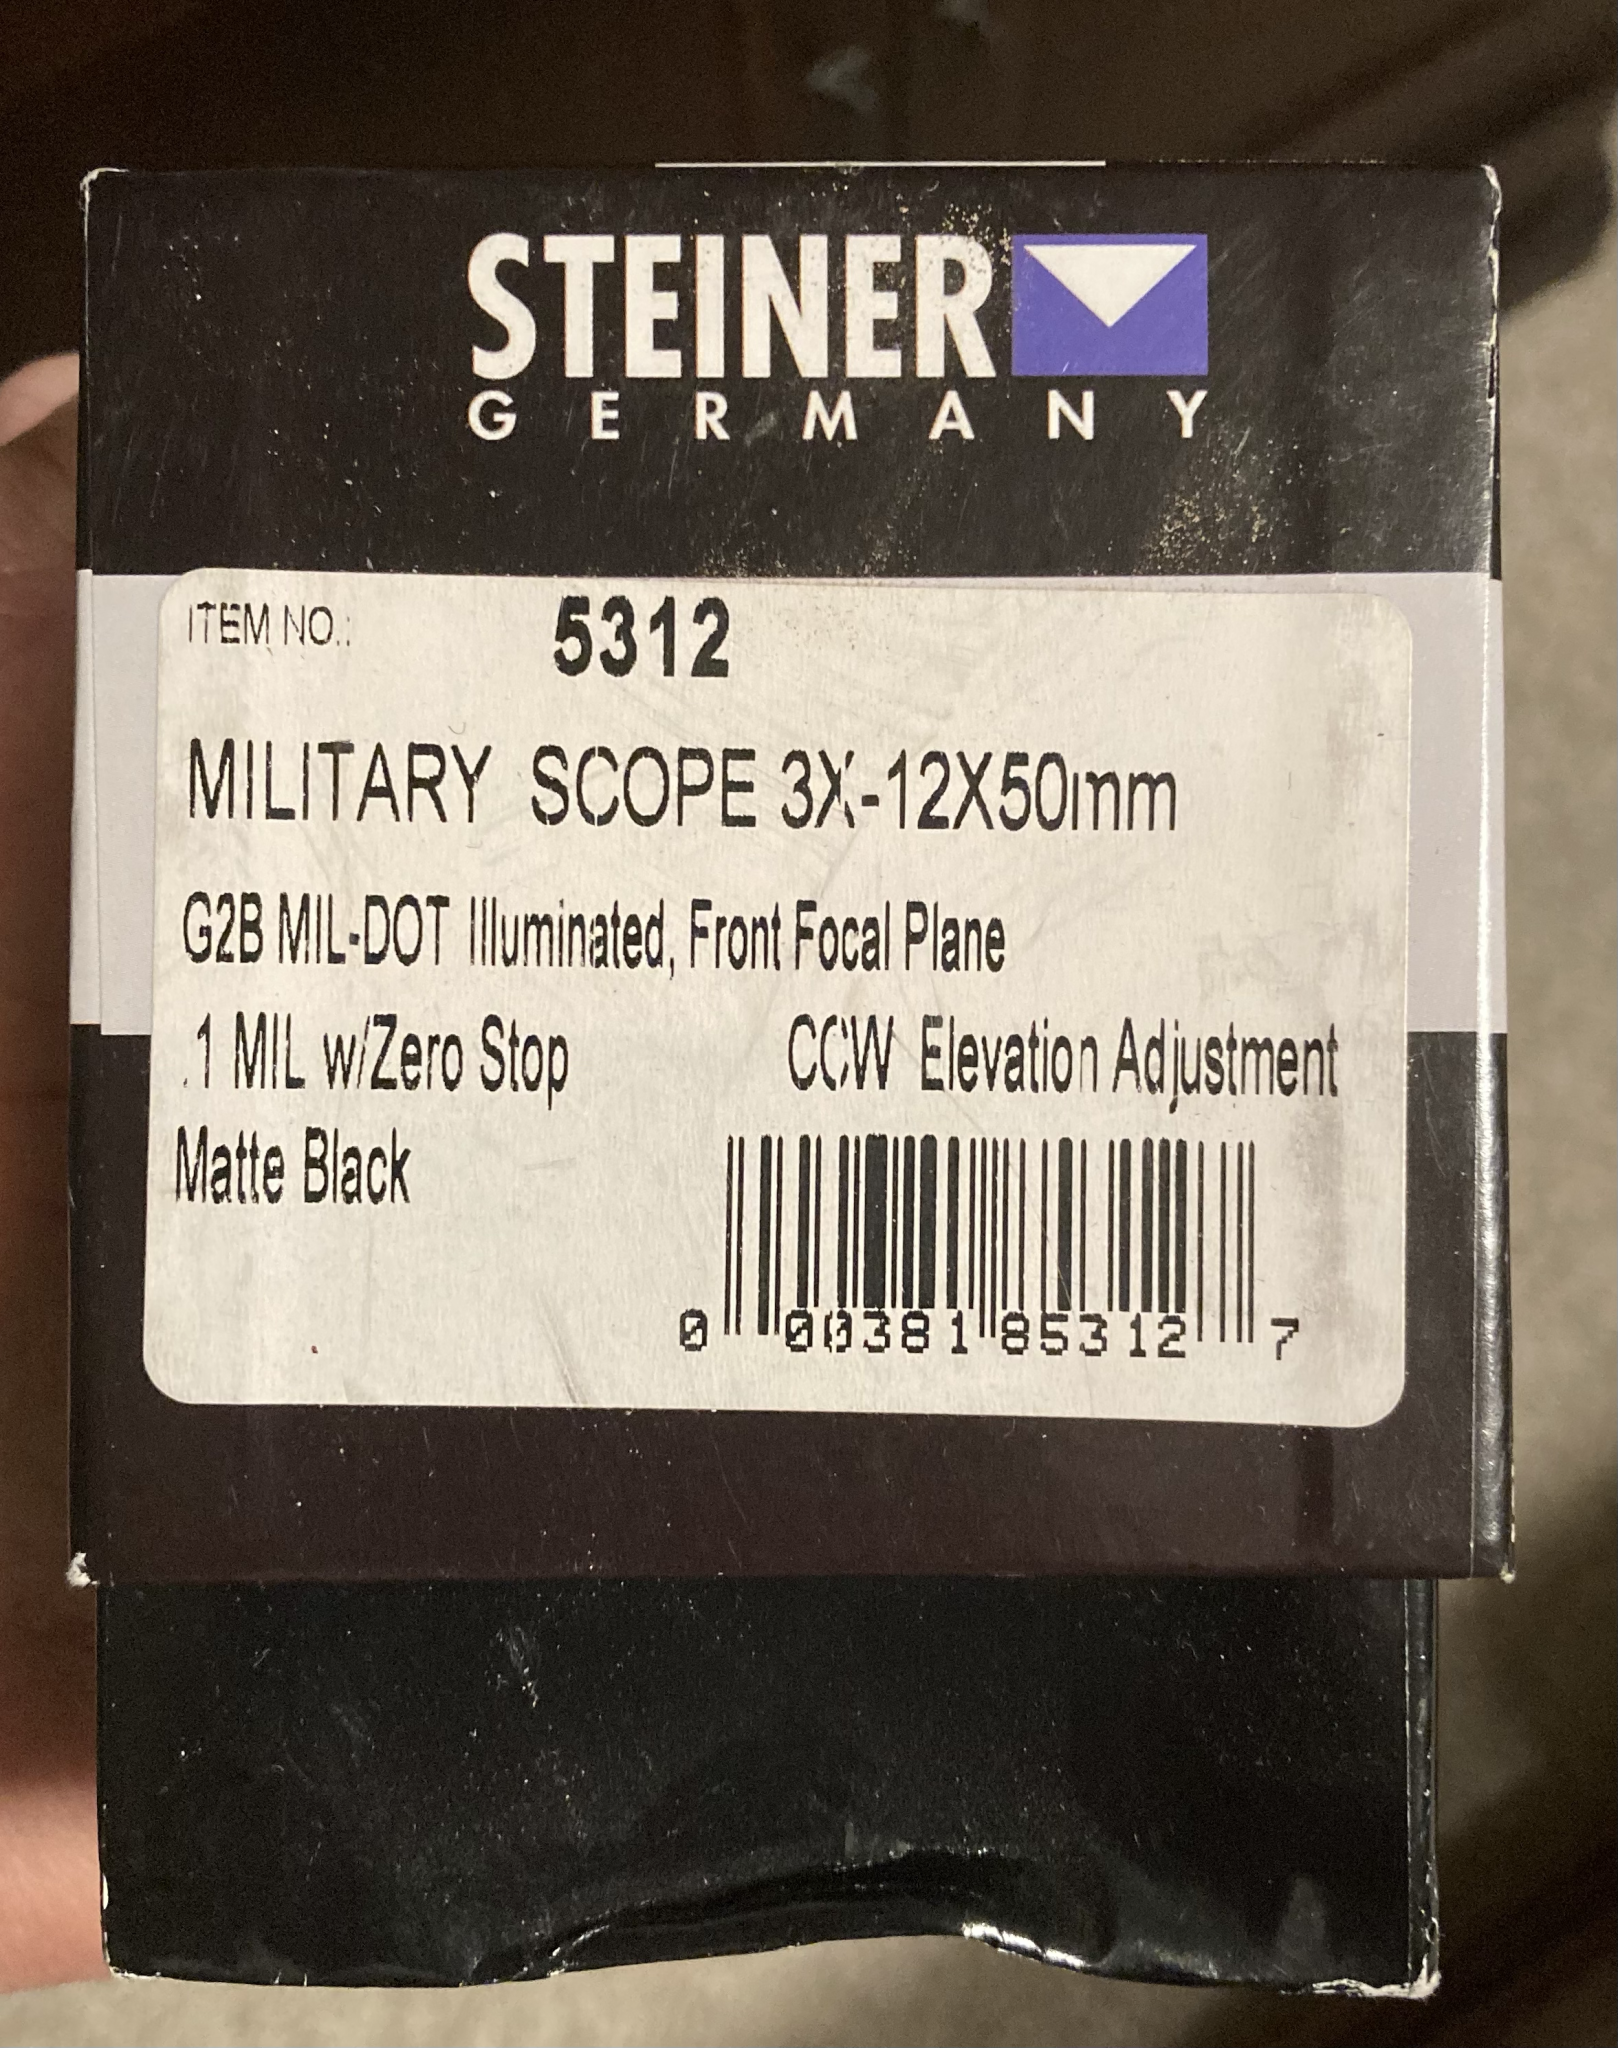 STEINER
GERMANY
ITEM NO.: 5312
MILITARY SCOPE 3X-12X50mm
G2B MIL-DOT Illuminated, Front Focal Plane
.1 MIL w/Zero Stop CCW Elevation Adjustment
Matte Black
0 00381 85312 7